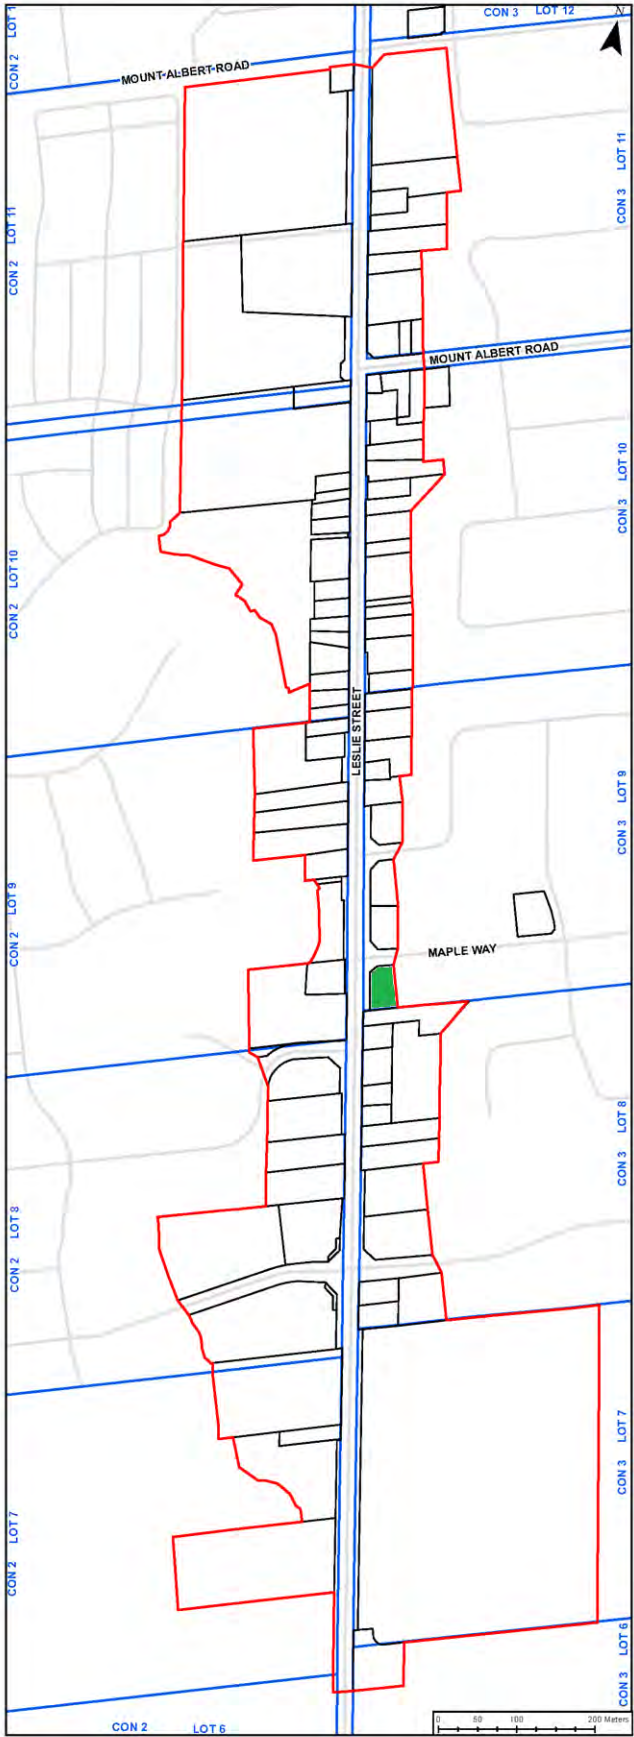 CON 3 LOT 12
N
CON 2 LOT 1
MOUNT ALBERT ROAD
CON 3 LOT 11
CON 2 LOT 11
MOUNT ALBERT ROAD
CON 3 LOT 10
CON 2 LOT 10
LESLIE STREET
CON 3 LOT 9
CON 2 LOT 9
MAPLE WAY
CON 3 LOT 8
CON 2 LOT 8
CON 3 LOT 7
CON 2 LOT 7
CON 3 LOT 6
CON 2 LOT 6
0 50 100 200 Meters